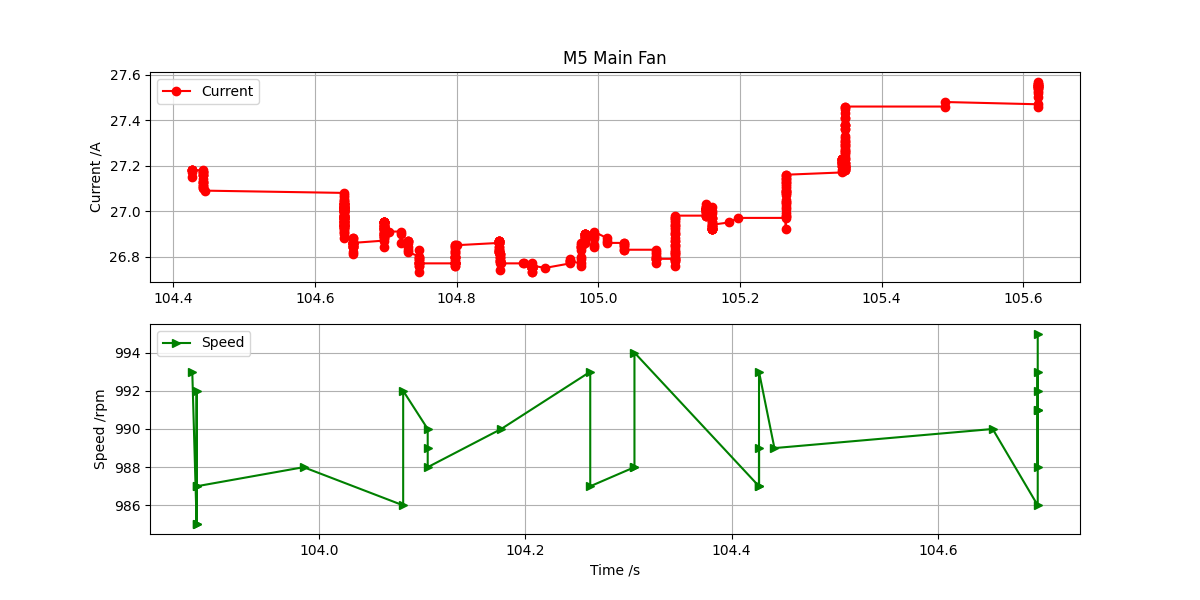 M5 Main Fan
Current
Current /A
27.6
27.4
27.2
27.0
26.8
104.4 104.6 104.8 105.0 105.2 105.4 105.6
Speed
Speed /rpm
994
992
990
988
986
104.0 104.2 104.4 104.6
Time /s